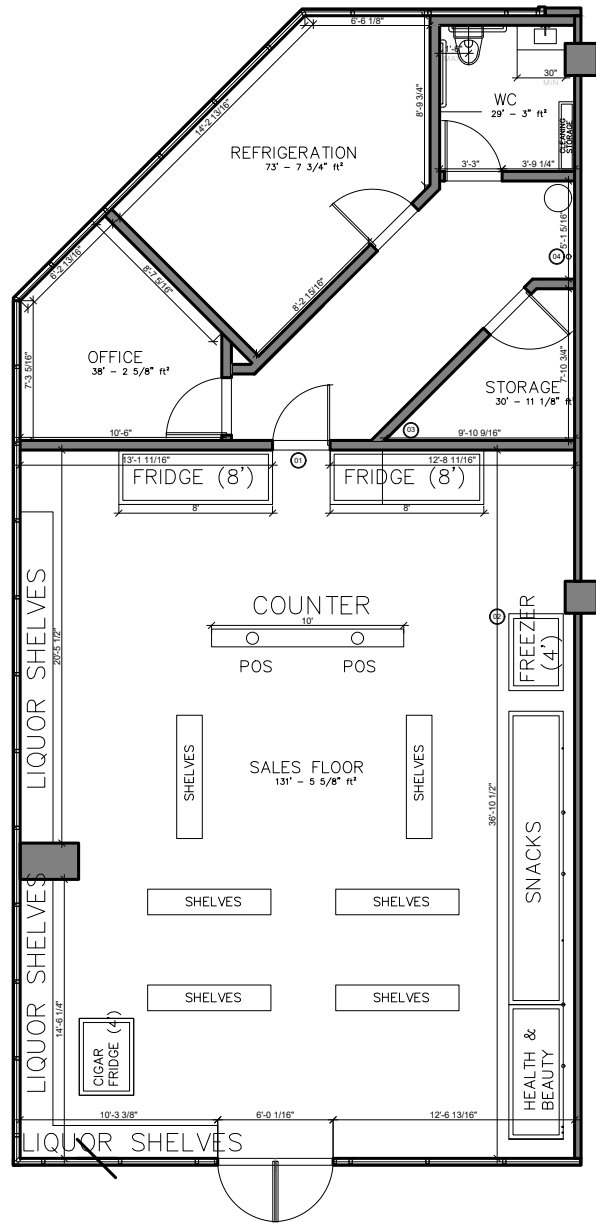 6'-6 1/8"
1'-6"
MAX
30"
MIN
WC
29' - 3" ft²
CLEANING
STORAGE
8'-9 3/4"
14'-2 13/16"
REFRIGERATION
73' - 7 3/4" ft²
3'-3"
3'-9 1/4"
5'-1 5/16"
04
6'-2 13/16"
8'-7 5/16"
8'-2 15/16"
7'-3 5/16"
OFFICE
38' - 2 5/8" ft²
7'-10 3/4"
STORAGE
30' - 11 1/8" ft²
03
10'-6"
9'-10 9/16"
13'-1 11/16"
01
12'-8 11/16"
FRIDGE (8')
FRIDGE (8')
8'
8'
LIQUOR SHELVES
20'-5 1/2"
COUNTER
10'
POS
POS
02
FREEZER
(4')
SHELVES
SHELVES
SALES FLOOR
131' - 5 5/8" ft²
36'-10 1/2"
SNACKS
SHELVES
SHELVES
LIQUOR SHELVES
14'-6 1/4"
SHELVES
SHELVES
CIGAR
FRIDGE (4')
HEALTH &
BEAUTY
10'-3 3/8"
6'-0 1/16"
12'-6 13/16"
LIQUOR SHELVES